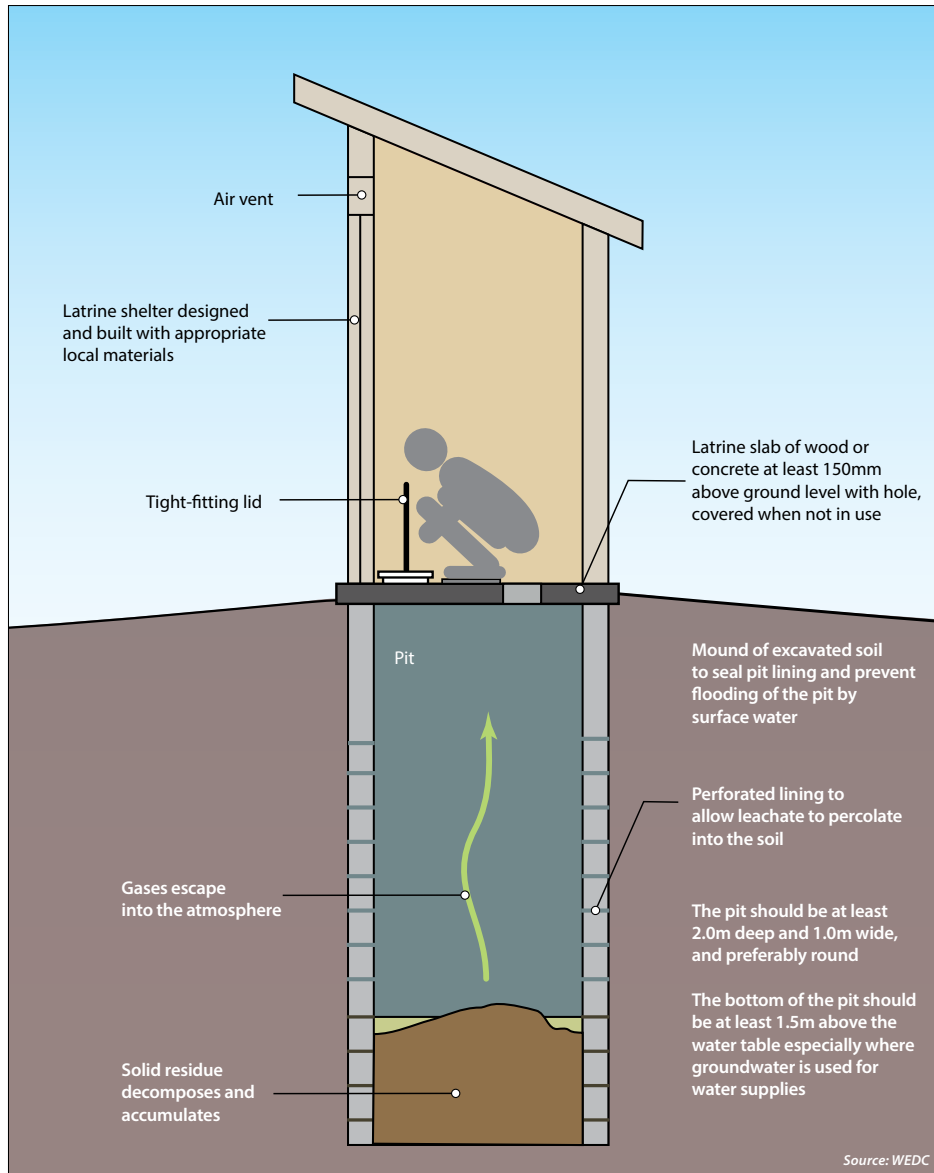 Air vent
Latrine shelter designed
and built with appropriate
local materials
Tight-fitting lid
Latrine slab of wood or
concrete at least 150mm
above ground level with hole,
covered when not in use
Pit
Mound of excavated soil
to seal pit lining and prevent
flooding of the pit by
surface water
Perforated lining to
allow leachate to percolate
into the soil
Gases escape
into the atmosphere
The pit should be at least
2.0m deep and 1.0m wide,
and preferably round
The bottom of the pit should
be at least 1.5m above the
water table especially where
groundwater is used for
water supplies
Solid residue
decomposes and
accumulates
Source: WEDC